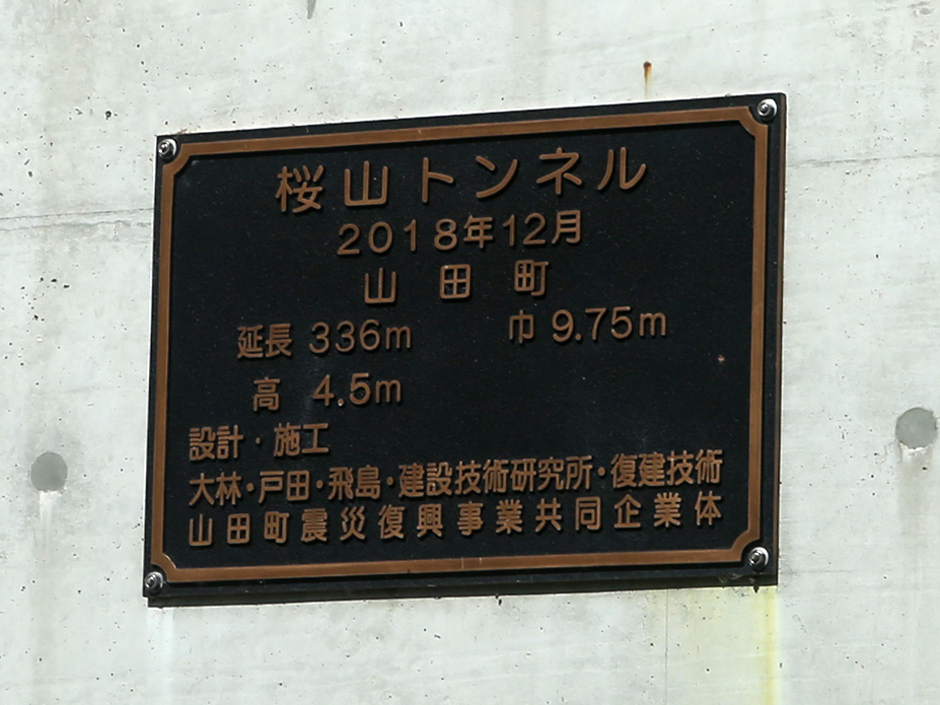 桜山トンネル
2018年12月
山田町
延長 336m 巾 9.75m
高 4.5m
設計・施工
大林・戸田・飛島・建設技術研究所・復建技術
山田町震災復興事業共同企業体